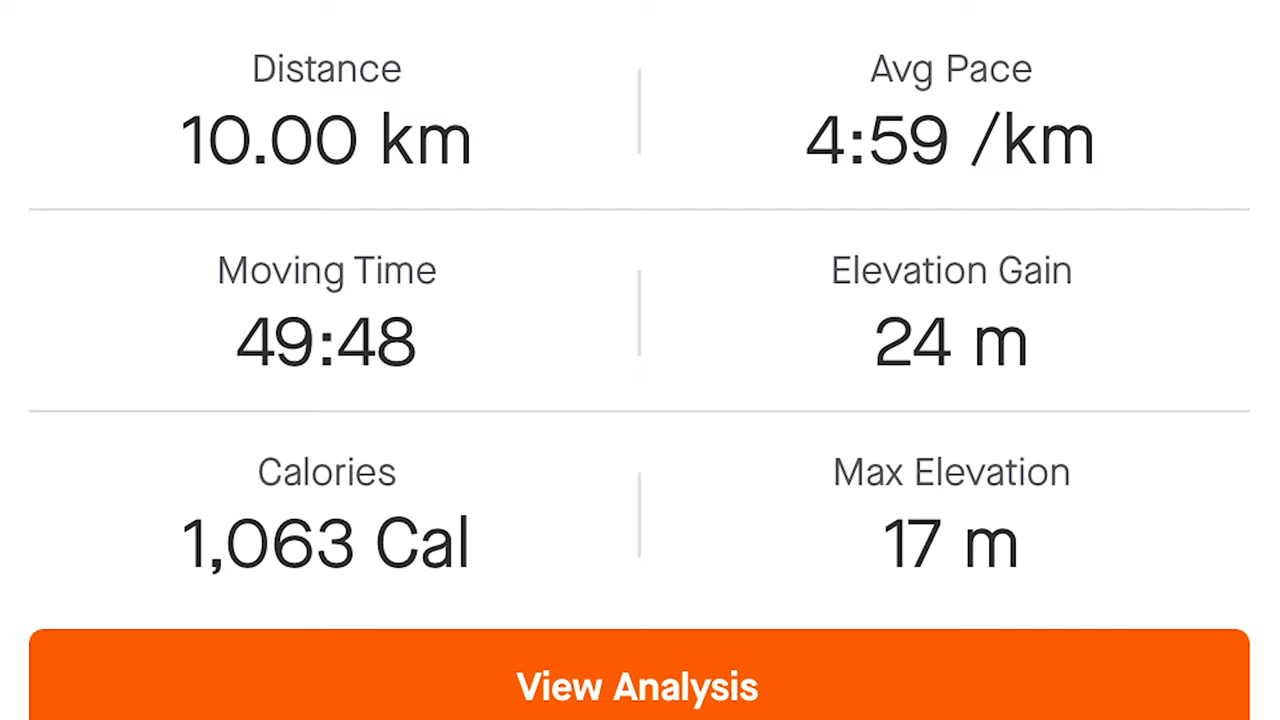 Distance
10.00 km
Avg Pace
4:59 /km
Moving Time
49:48
Elevation Gain
24 m
Calories
1,063 Cal
Max Elevation
17 m
View Analysis